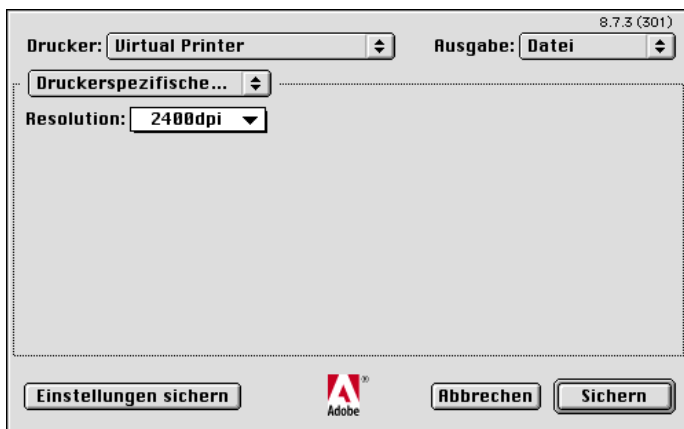 8.7.3 (301)
Drucker: Virtual Printer Ausgabe: Datei
Druckerspezifische...
Resolution: 2400dpi
Einstellungen sichern Adobe® Abbrechen Sichern